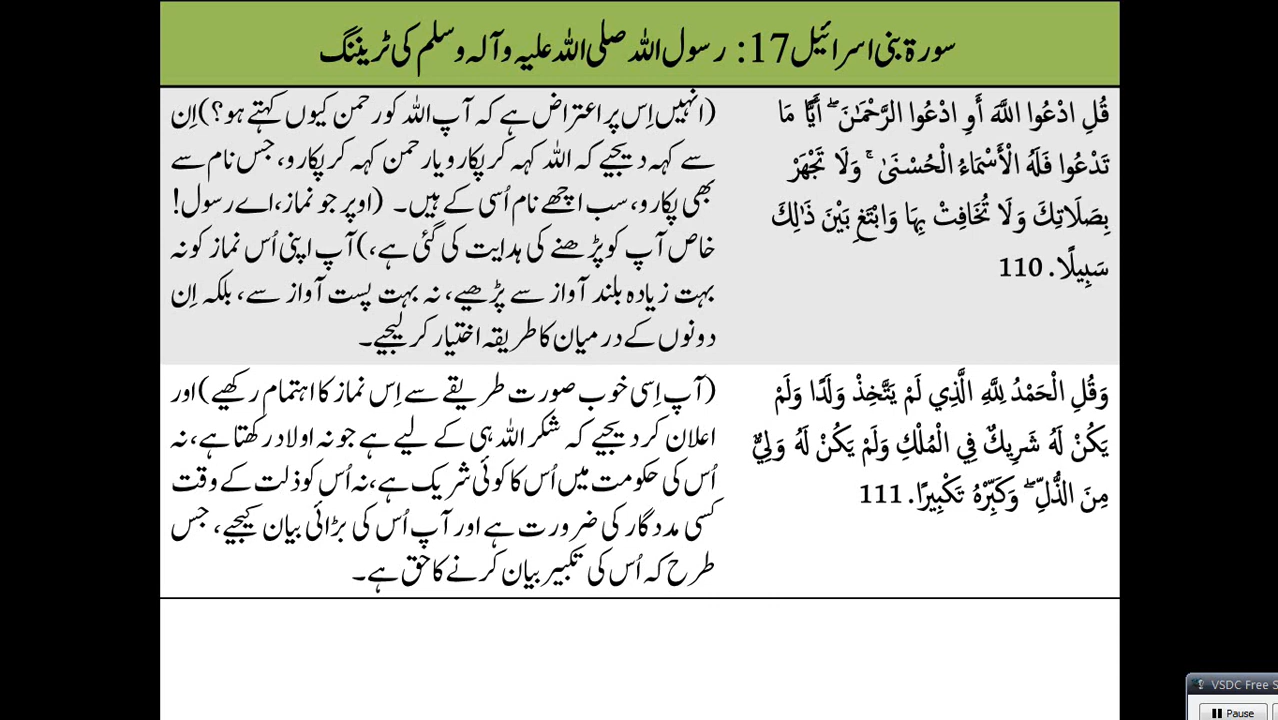 سورۃ بنی اسرائیل 17: رسول اللہ صلی اللہ علیہ وآلہ وسلم کی ٹریننگ
قُلِ ادْعُوا اللَّهَ أَوِ ادْعُوا الرَّحْمَٰنَ ۖ أَيًّا مَا
تَدْعُوا فَلَهُ الْأَسْمَاءُ الْحُسْنَىٰ ۚ وَلَا تَجْهَرْ
بِصَلَاتِكَ وَلَا تُخَافِتْ بِهَا وَابْتَغِ بَيْنَ ذَٰلِكَ
سَبِيلًا. 110
(انہیں اِس پر اعتراض ہے کہ آپ اللہ کو رحمن کیوں کہتے ہو؟) اِن
سے کہہ دیجیے کہ اللہ کہہ کر پکارو یا رحمن کہہ کر پکارو، جس نام سے
بھی پکارو، سب اچھے نام اُسی کے ہیں۔ (اوپر جو نماز، اے رسول!
خاص آپ کو پڑھنے کی ہدایت کی گئی ہے،) آپ اپنی اُس نماز کو نہ
بہت زیادہ بلند آواز سے پڑھیے، نہ بہت پست آواز سے، بلکہ اِن
دونوں کے درمیان کا طریقہ اختیار کر لیجیے۔
وَقُلِ الْحَمْدُ لِلَّهِ الَّذِي لَمْ يَتَّخِذْ وَلَدًا وَلَمْ
يَكُنْ لَهُ شَرِيكٌ فِي الْمُلْكِ وَلَمْ يَكُنْ لَهُ وَلِيٌّ
مِنَ الذُّلِّ ۖ وَكَبِّرْهُ تَكْبِيرًا. 111
(آپ اِسی خوب صورت طریقے سے اِس نماز کا اہتمام رکھیے) اور
اعلان کر دیجیے کہ شکر اللہ ہی کے لیے ہے جو نہ اولاد رکھتا ہے، نہ
اُس کی حکومت میں اُس کا کوئی شریک ہے، نہ اُس کو ذلت کے وقت
کسی مددگار کی ضرورت ہے اور آپ اُس کی بڑائی بیان کیجیے، جس
طرح کہ اُس کی تکبیر بیان کرنے کا حق ہے۔
VSDC Free S
Pause